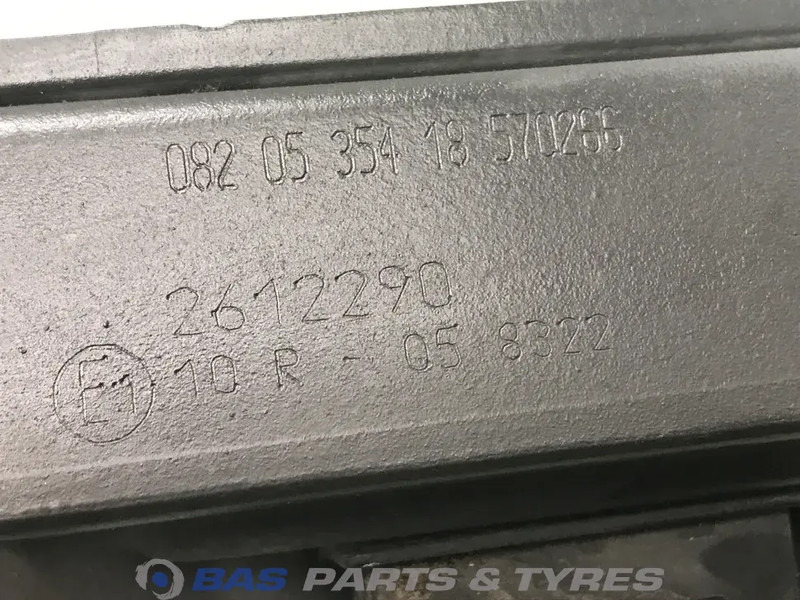 082 05 354 18 570266
2612290
E1 10 R - 05 8322
BAS PARTS & TYRES